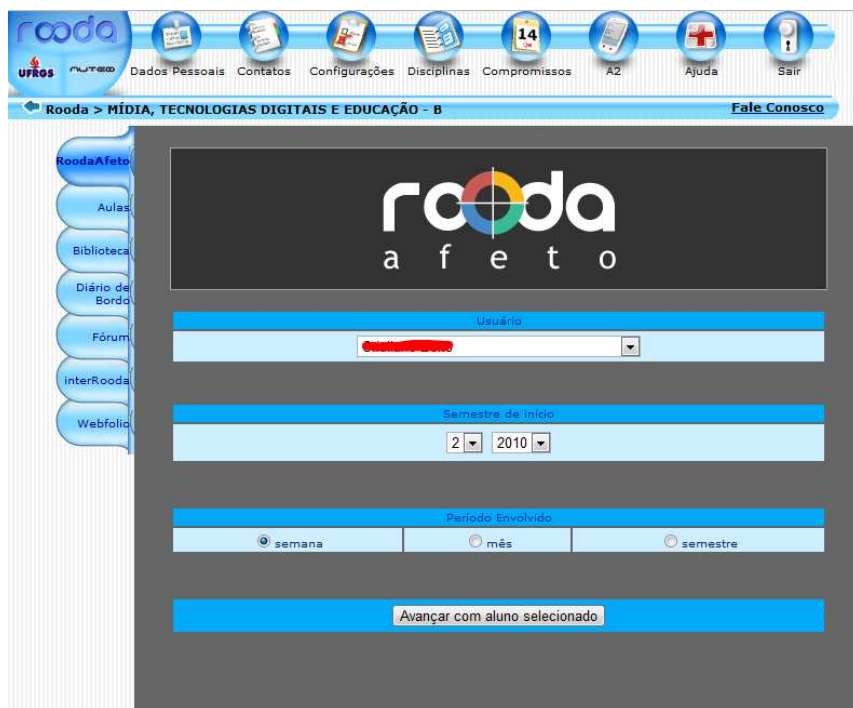 rooda
UFRGS NUTED
Dados Pessoais Contatos Configurações Disciplinas Compromissos A2 Ajuda Sair
14
Rooda > MÍDIA, TECNOLOGIAS DIGITAIS E EDUCAÇÃO - B Fale Conosco
RoodaAfeto
Aulas
Biblioteca
Diário de
Bordo
Fórum
interRooda
Webfolio
rooda
afeto
Usuário
Semestre de início
2 2010
Período Envolvido
semana mês semestre
Avançar com aluno selecionado